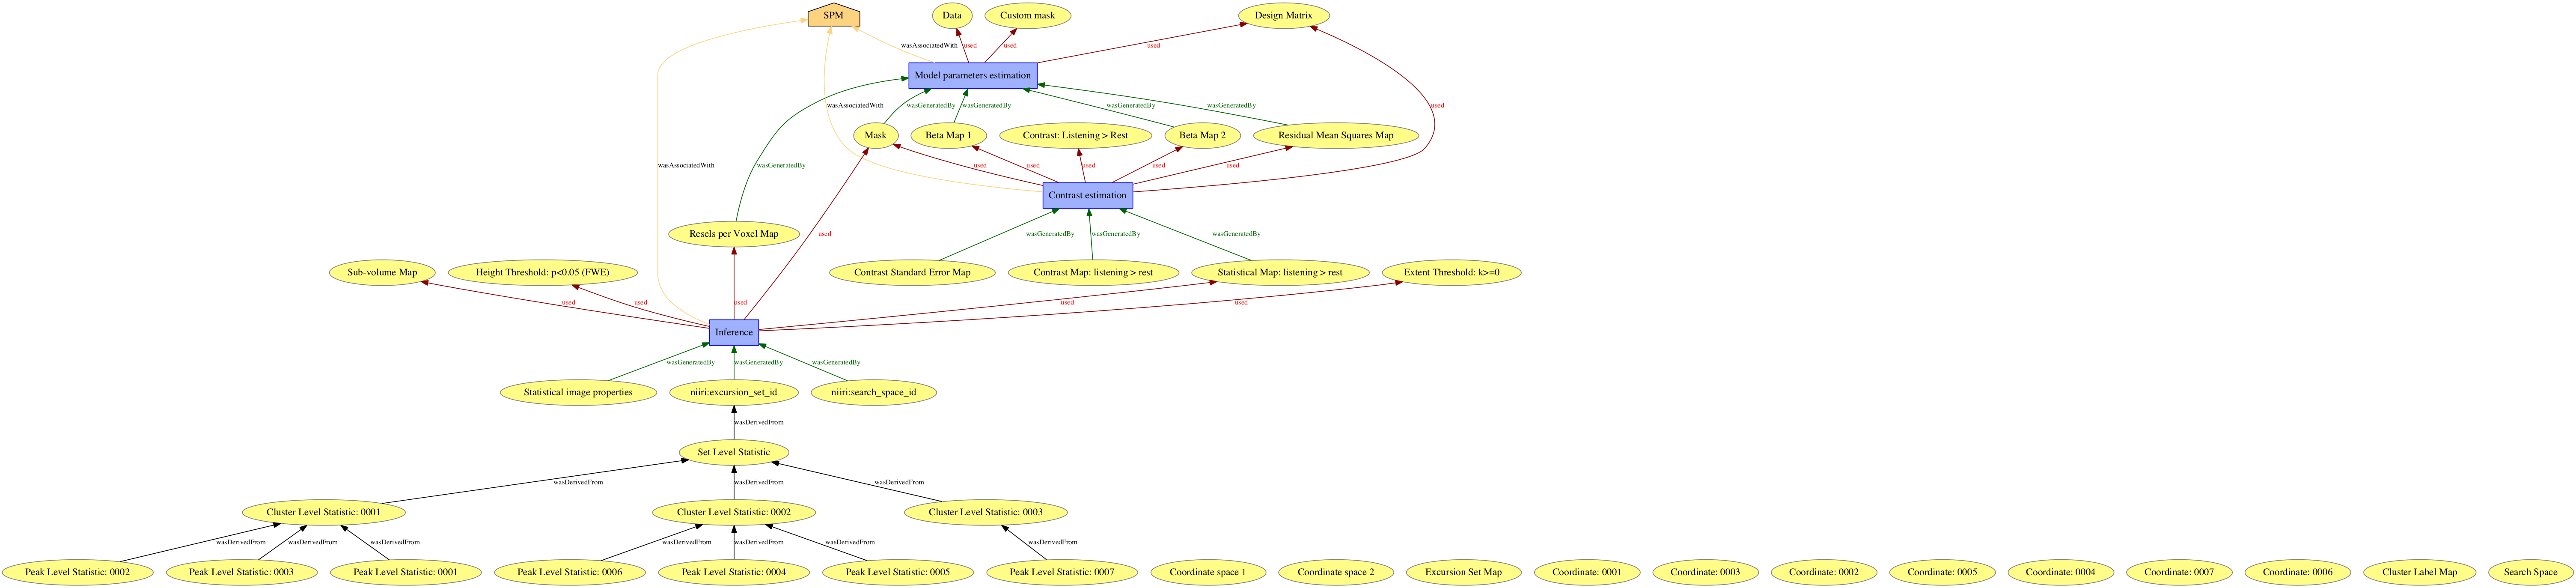 SPM
Data
Custom mask
Design Matrix
wasAssociatedWith
used
used
used
Model parameters estimation
wasAssociatedWith
wasGeneratedBy
wasGeneratedBy
wasGeneratedBy
wasGeneratedBy
used
Mask
Beta Map 1
Contrast: Listening > Rest
Beta Map 2
Residual Mean Squares Map
wasAssociatedWith
wasGeneratedBy
used
used
used
used
used
Contrast estimation
Resels per Voxel Map
used
wasGeneratedBy
wasGeneratedBy
wasGeneratedBy
Sub-volume Map
Height Threshold: p<0.05 (FWE)
Contrast Standard Error Map
Contrast Map: listening > rest
Statistical Map: listening > rest
Extent Threshold: k>=0
used
used
used
used
used
Inference
wasGeneratedBy
wasGeneratedBy
wasGeneratedBy
Statistical image properties
niiri:excursion_set_id
niiri:search_space_id
wasDerivedFrom
Set Level Statistic
wasDerivedFrom
wasDerivedFrom
wasDerivedFrom
Cluster Level Statistic: 0001
Cluster Level Statistic: 0002
Cluster Level Statistic: 0003
wasDerivedFrom
wasDerivedFrom
wasDerivedFrom
wasDerivedFrom
wasDerivedFrom
wasDerivedFrom
wasDerivedFrom
Peak Level Statistic: 0002
Peak Level Statistic: 0003
Peak Level Statistic: 0001
Peak Level Statistic: 0006
Peak Level Statistic: 0004
Peak Level Statistic: 0005
Peak Level Statistic: 0007
Coordinate space 1
Coordinate space 2
Excursion Set Map
Coordinate: 0001
Coordinate: 0003
Coordinate: 0002
Coordinate: 0005
Coordinate: 0004
Coordinate: 0007
Coordinate: 0006
Cluster Label Map
Search Space